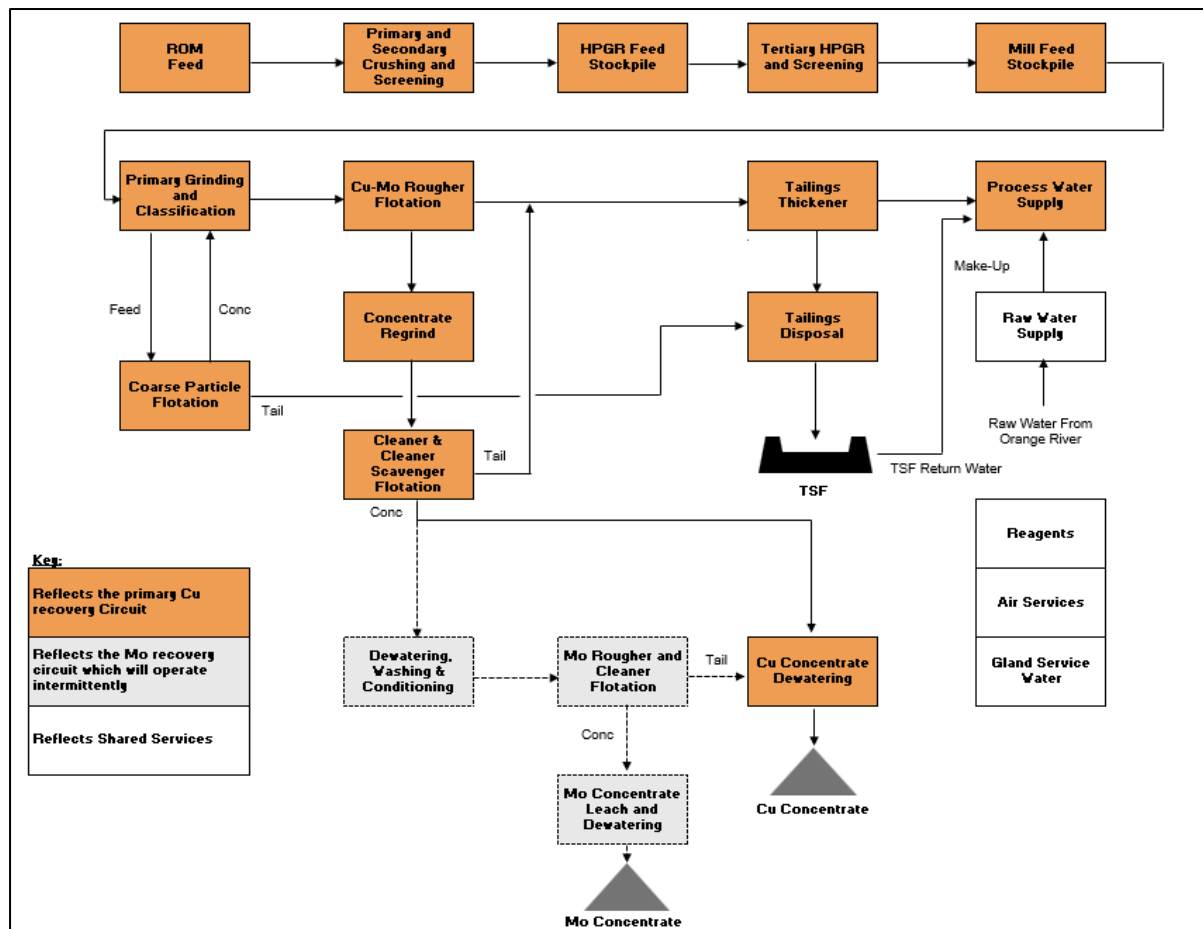 ROM
Feed
Primary and
Secondary
Crushing and
Screening
HPGR Feed
Stockpile
Tertiary HPGR
and Screening
Mill Feed
Stockpile
Primary Grinding
and
Classification
Cu-Mo Rougher
Flotation
Tailings
Thickener
Process Water
Supply
Make-Up
Feed
Conc
Concentrate
Regrind
Tailings
Disposal
Raw Water
Supply
Coarse Particle
Flotation
Tail
Raw Water From
Orange River
Cleaner &
Cleaner
Scavenger
Flotation
Tail
TSF Return Water
TSF
Conc
Reagents
Air Services
Gland Service
Water
Key:
Reflects the primary Cu
recovery Circuit
Reflects the Mo recovery
circuit which will operate
intermittently
Reflects Shared Services
Dewatering,
Washing &
Conditioning
Mo Rougher and
Cleaner
Flotation
Tail
Cu Concentrate
Dewatering
Conc
Mo Concentrate
Leach and
Dewatering
Cu Concentrate
Mo Concentrate